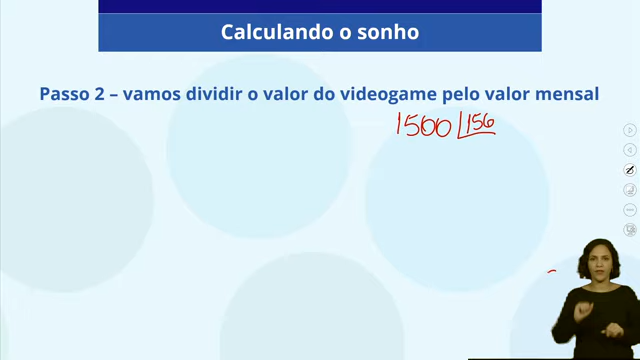 Calculando o sonho
Passo 2 – vamos dividir o valor do videogame pelo valor mensal
1500 156